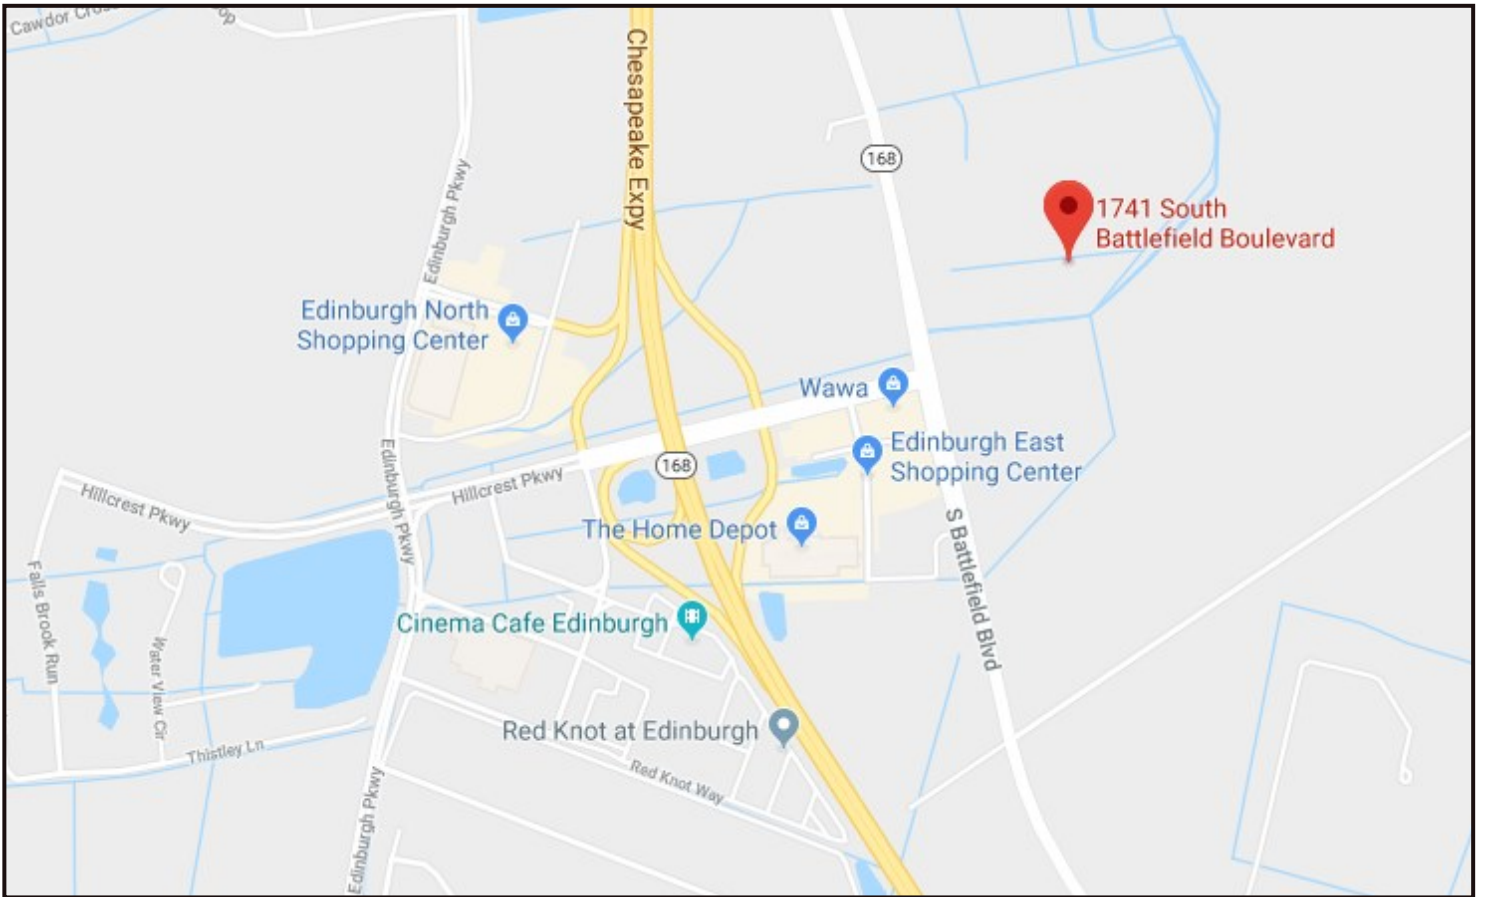 Chesapeake Expy
168
Edinburgh Pkwy
1741 South
Battlefield Boulevard
Edinburgh North
Shopping Center
Wawa
Edinburgh East
Shopping Center
168
Edinburgh Pkwy
Hillcrest Pkwy
Hillcrest Pkwy
The Home Depot
S Battlefield Blvd
Falls Brook Run
Water View Cir
Cinema Cafe Edinburgh
Red Knot at Edinburgh
Thistley Ln
Red Knot Way
Edinburgh Pkwy